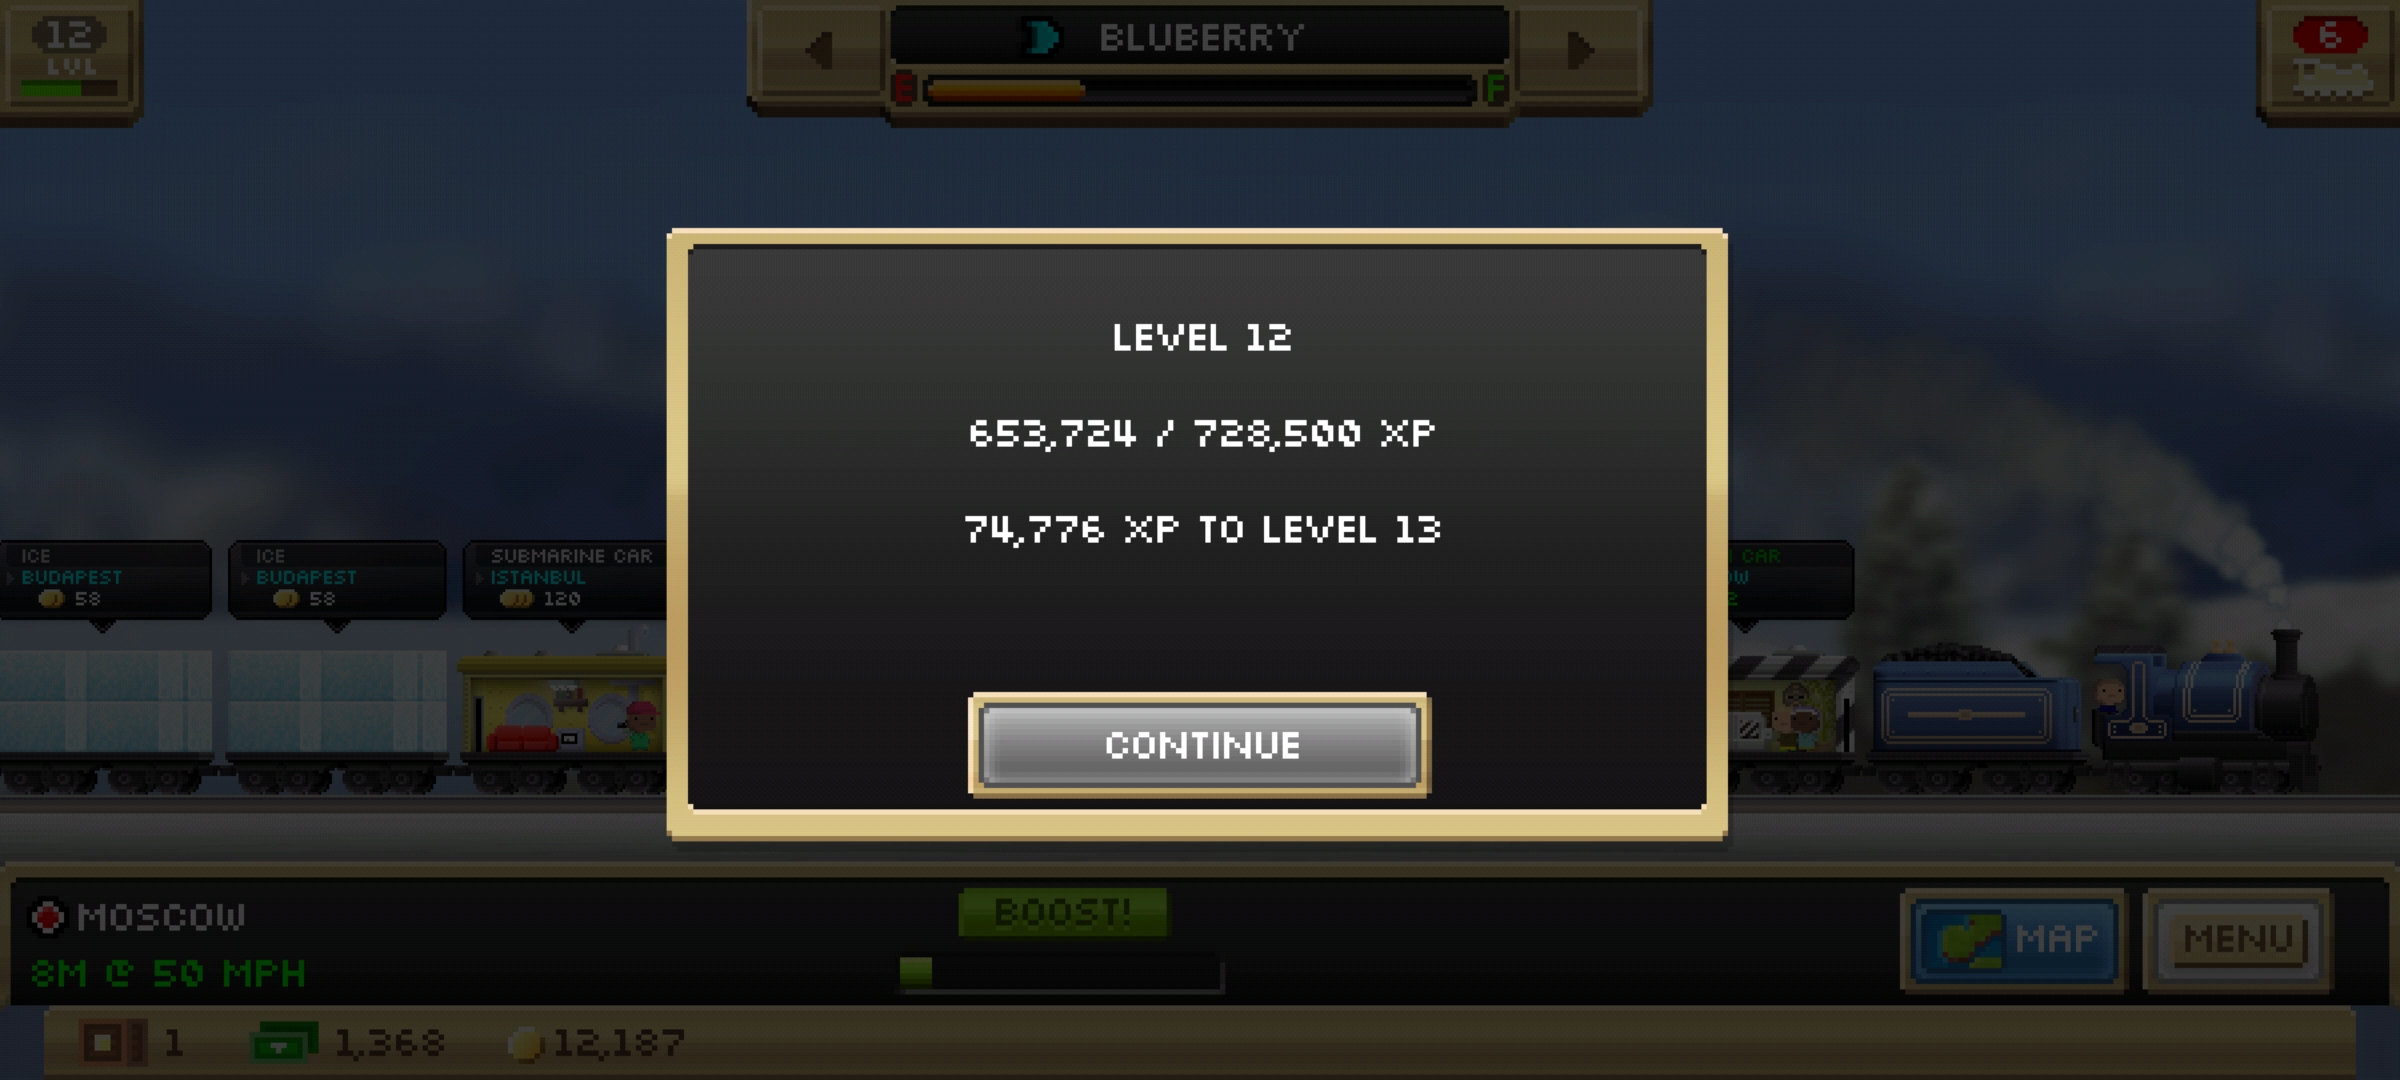 12
LVL
BLUBERRY
E F
6
LEVEL 12
653,724 / 728,500 XP
74,776 XP TO LEVEL 13
CONTINUE
ICE
BUDAPEST
58
ICE
BUDAPEST
58
SUBMARINE CAR
ISTANBUL
120
CAR
MOSCOW
8M @ 50 MPH
BOOST!
MAP
MENU
1
1,368
12,187